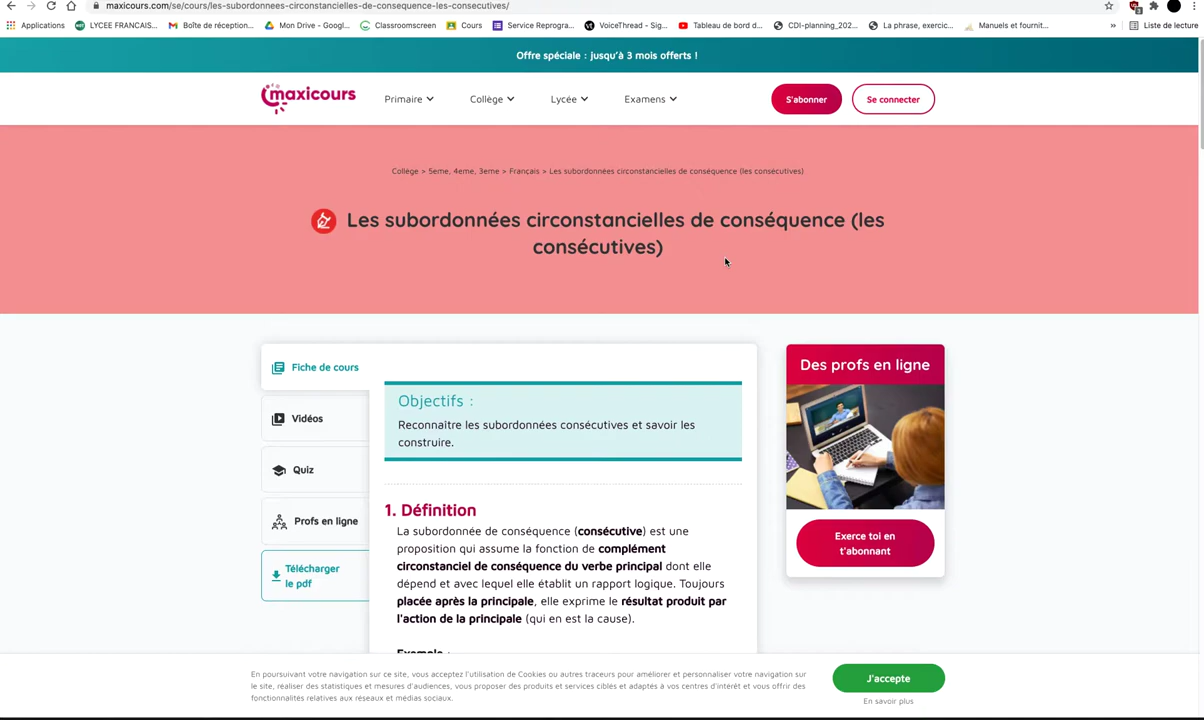 maxicours.com/se/cours/les-subordonnees-circonstancielles-de-consequence-les-consecutives/
Applications LYCEE FRANCAIS... Boîte de réception... Mon Drive - Googl... Classroomscreen Cours Service Reprogra... VoiceThread - Sig... Tableau de bord d... CDI-planning_202... La phrase, exercic... Manuels et fournit... » Liste de lecture
Offre spéciale : jusqu'à 3 mois offerts !
maxicours Primaire Collège Lycée Examens S'abonner Se connecter
Collège > 5eme, 4eme, 3eme > Français > Les subordonnées circonstancielles de conséquence (les consécutives)
Les subordonnées circonstancielles de conséquence (les
consécutives)
Fiche de cours
Vidéos
Quiz
Profs en ligne
Télécharger
le pdf
Objectifs :
Reconnaître les subordonnées consécutives et savoir les
construire.
1. Définition
La subordonnée de conséquence (consécutive) est une
proposition qui assume la fonction de complément
circonstanciel de conséquence du verbe principal dont elle
dépend et avec lequel elle établit un rapport logique. Toujours
placée après la principale, elle exprime le résultat produit par
l'action de la principale (qui en est la cause).
Exemple :
Des profs en ligne
Exerce toi en
t'abonnant
En poursuivant votre navigation sur ce site, vous acceptez l'utilisation de Cookies ou autres traceurs pour améliorer et personnaliser votre navigation sur
le site, réaliser des statistiques et mesures d'audiences, vous proposer des produits et services ciblés et adaptés à vos centres d'intérêt et vous offrir des
fonctionnalités relatives aux réseaux et médias sociaux.
J'accepte
En savoir plus